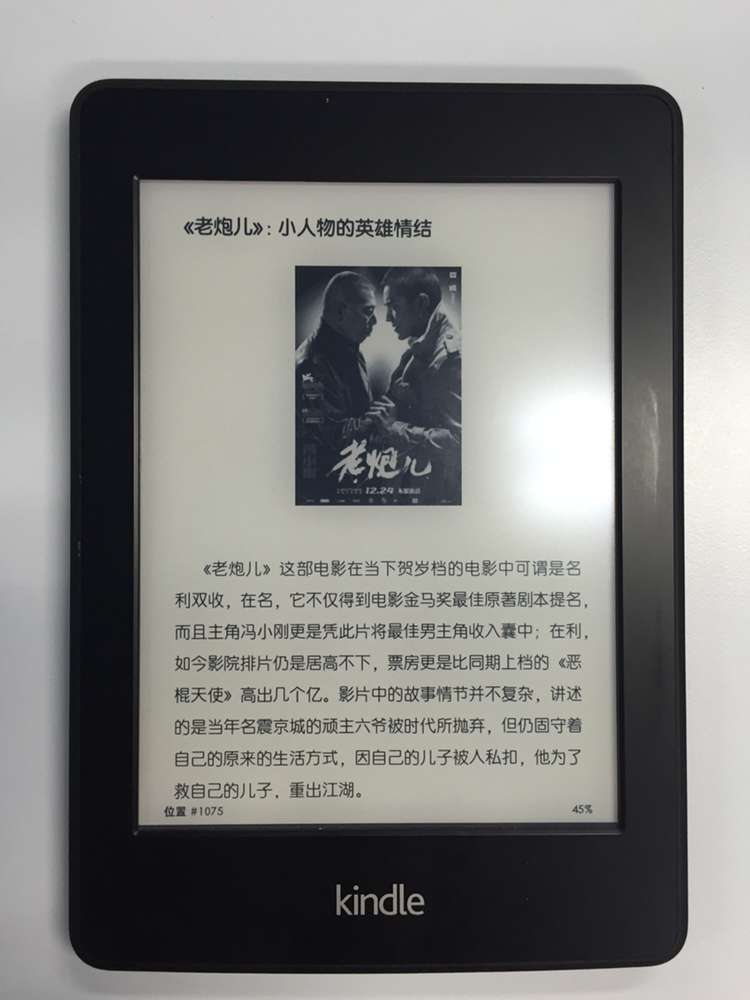 《老炮儿》：小人物的英雄情结
老炮儿
12.24
《老炮儿》这部电影在当下贺岁档的电影中可谓是名
利双收，在名，它不仅得到电影金马奖最佳原著剧本提名，
而且主角冯小刚更是凭此片将最佳男主角收入囊中；在利，
如今影院排片仍是居高不下，票房更是比同期上档的《恶
棍天使》高出几个亿。影片中的故事情节并不复杂，讲述
的是当年名震京城的顽主六爷被时代所抛弃，但仍固守着
自己的原来的生活方式，因自己的儿子被人私扣，他为了
救自己的儿子，重出江湖。
位置 #1075
45%
kindle